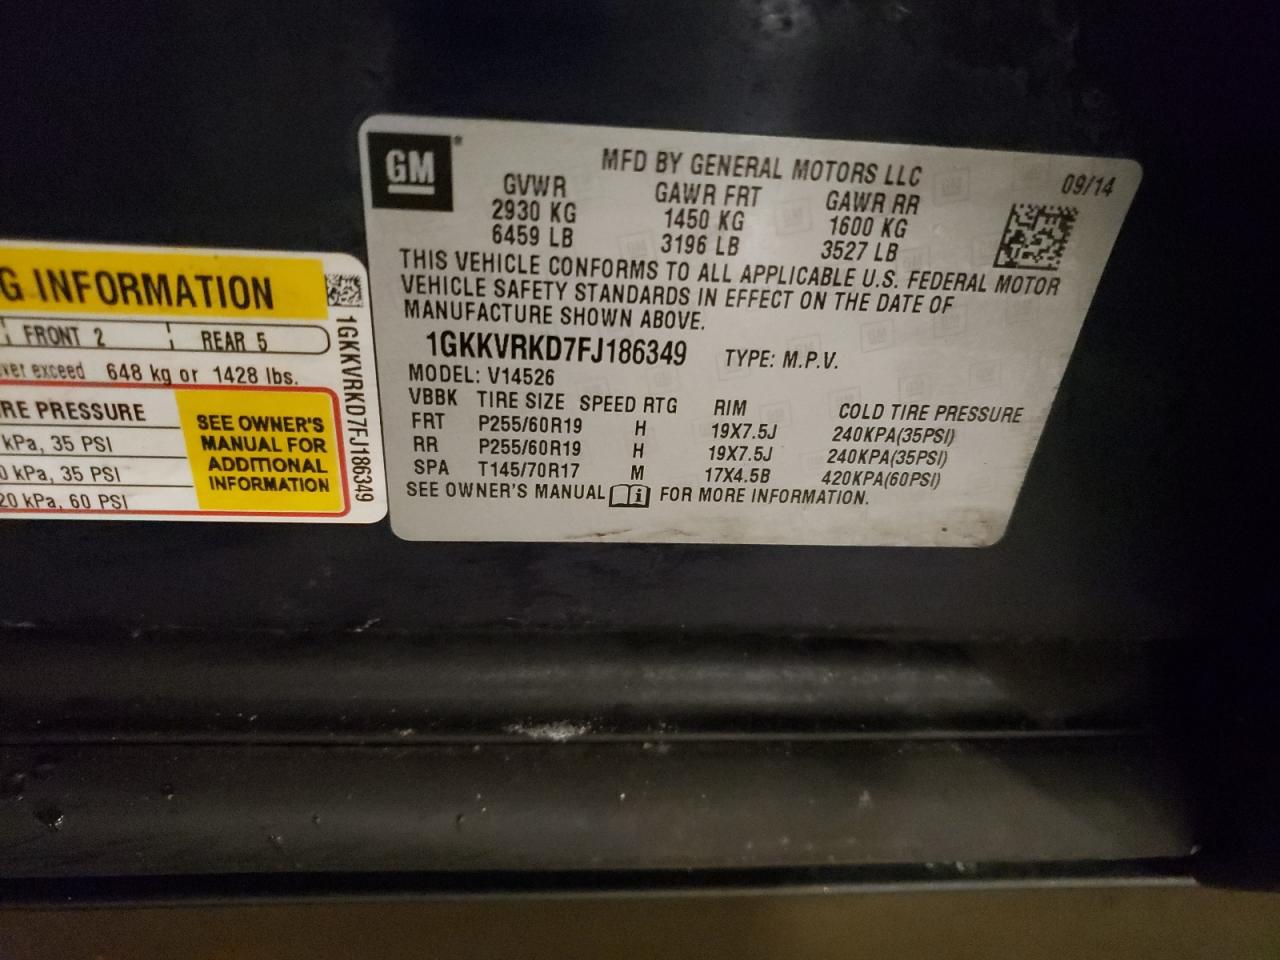 G INFORMATION
FRONT 2 REAR 5
ver exceed 648 kg or 1428 lbs.
RE PRESSURE
kPa, 35 PSI
0 kPa, 35 PSI
20 kPa, 60 PSI
SEE OWNER'S
MANUAL FOR
ADDITIONAL
INFORMATION
1GKKVRKD7FJ186349
GM
MFD BY GENERAL MOTORS LLC
09/14
GVWR GAWR FRT GAWR RR
2930 KG 1450 KG 1600 KG
6459 LB 3196 LB 3527 LB
THIS VEHICLE CONFORMS TO ALL APPLICABLE U.S. FEDERAL MOTOR
VEHICLE SAFETY STANDARDS IN EFFECT ON THE DATE OF
MANUFACTURE SHOWN ABOVE.
1GKKVRKD7FJ186349 TYPE: M.P.V.
MODEL: V14526
VBBK TIRE SIZE SPEED RTG RIM COLD TIRE PRESSURE
FRT P255/60R19 H 19X7.5J 240KPA(35PSI)
RR P255/60R19 H 19X7.5J 240KPA(35PSI)
SPA T145/70R17 M 17X4.5B 420KPA(60PSI)
SEE OWNER'S MANUAL FOR MORE INFORMATION.